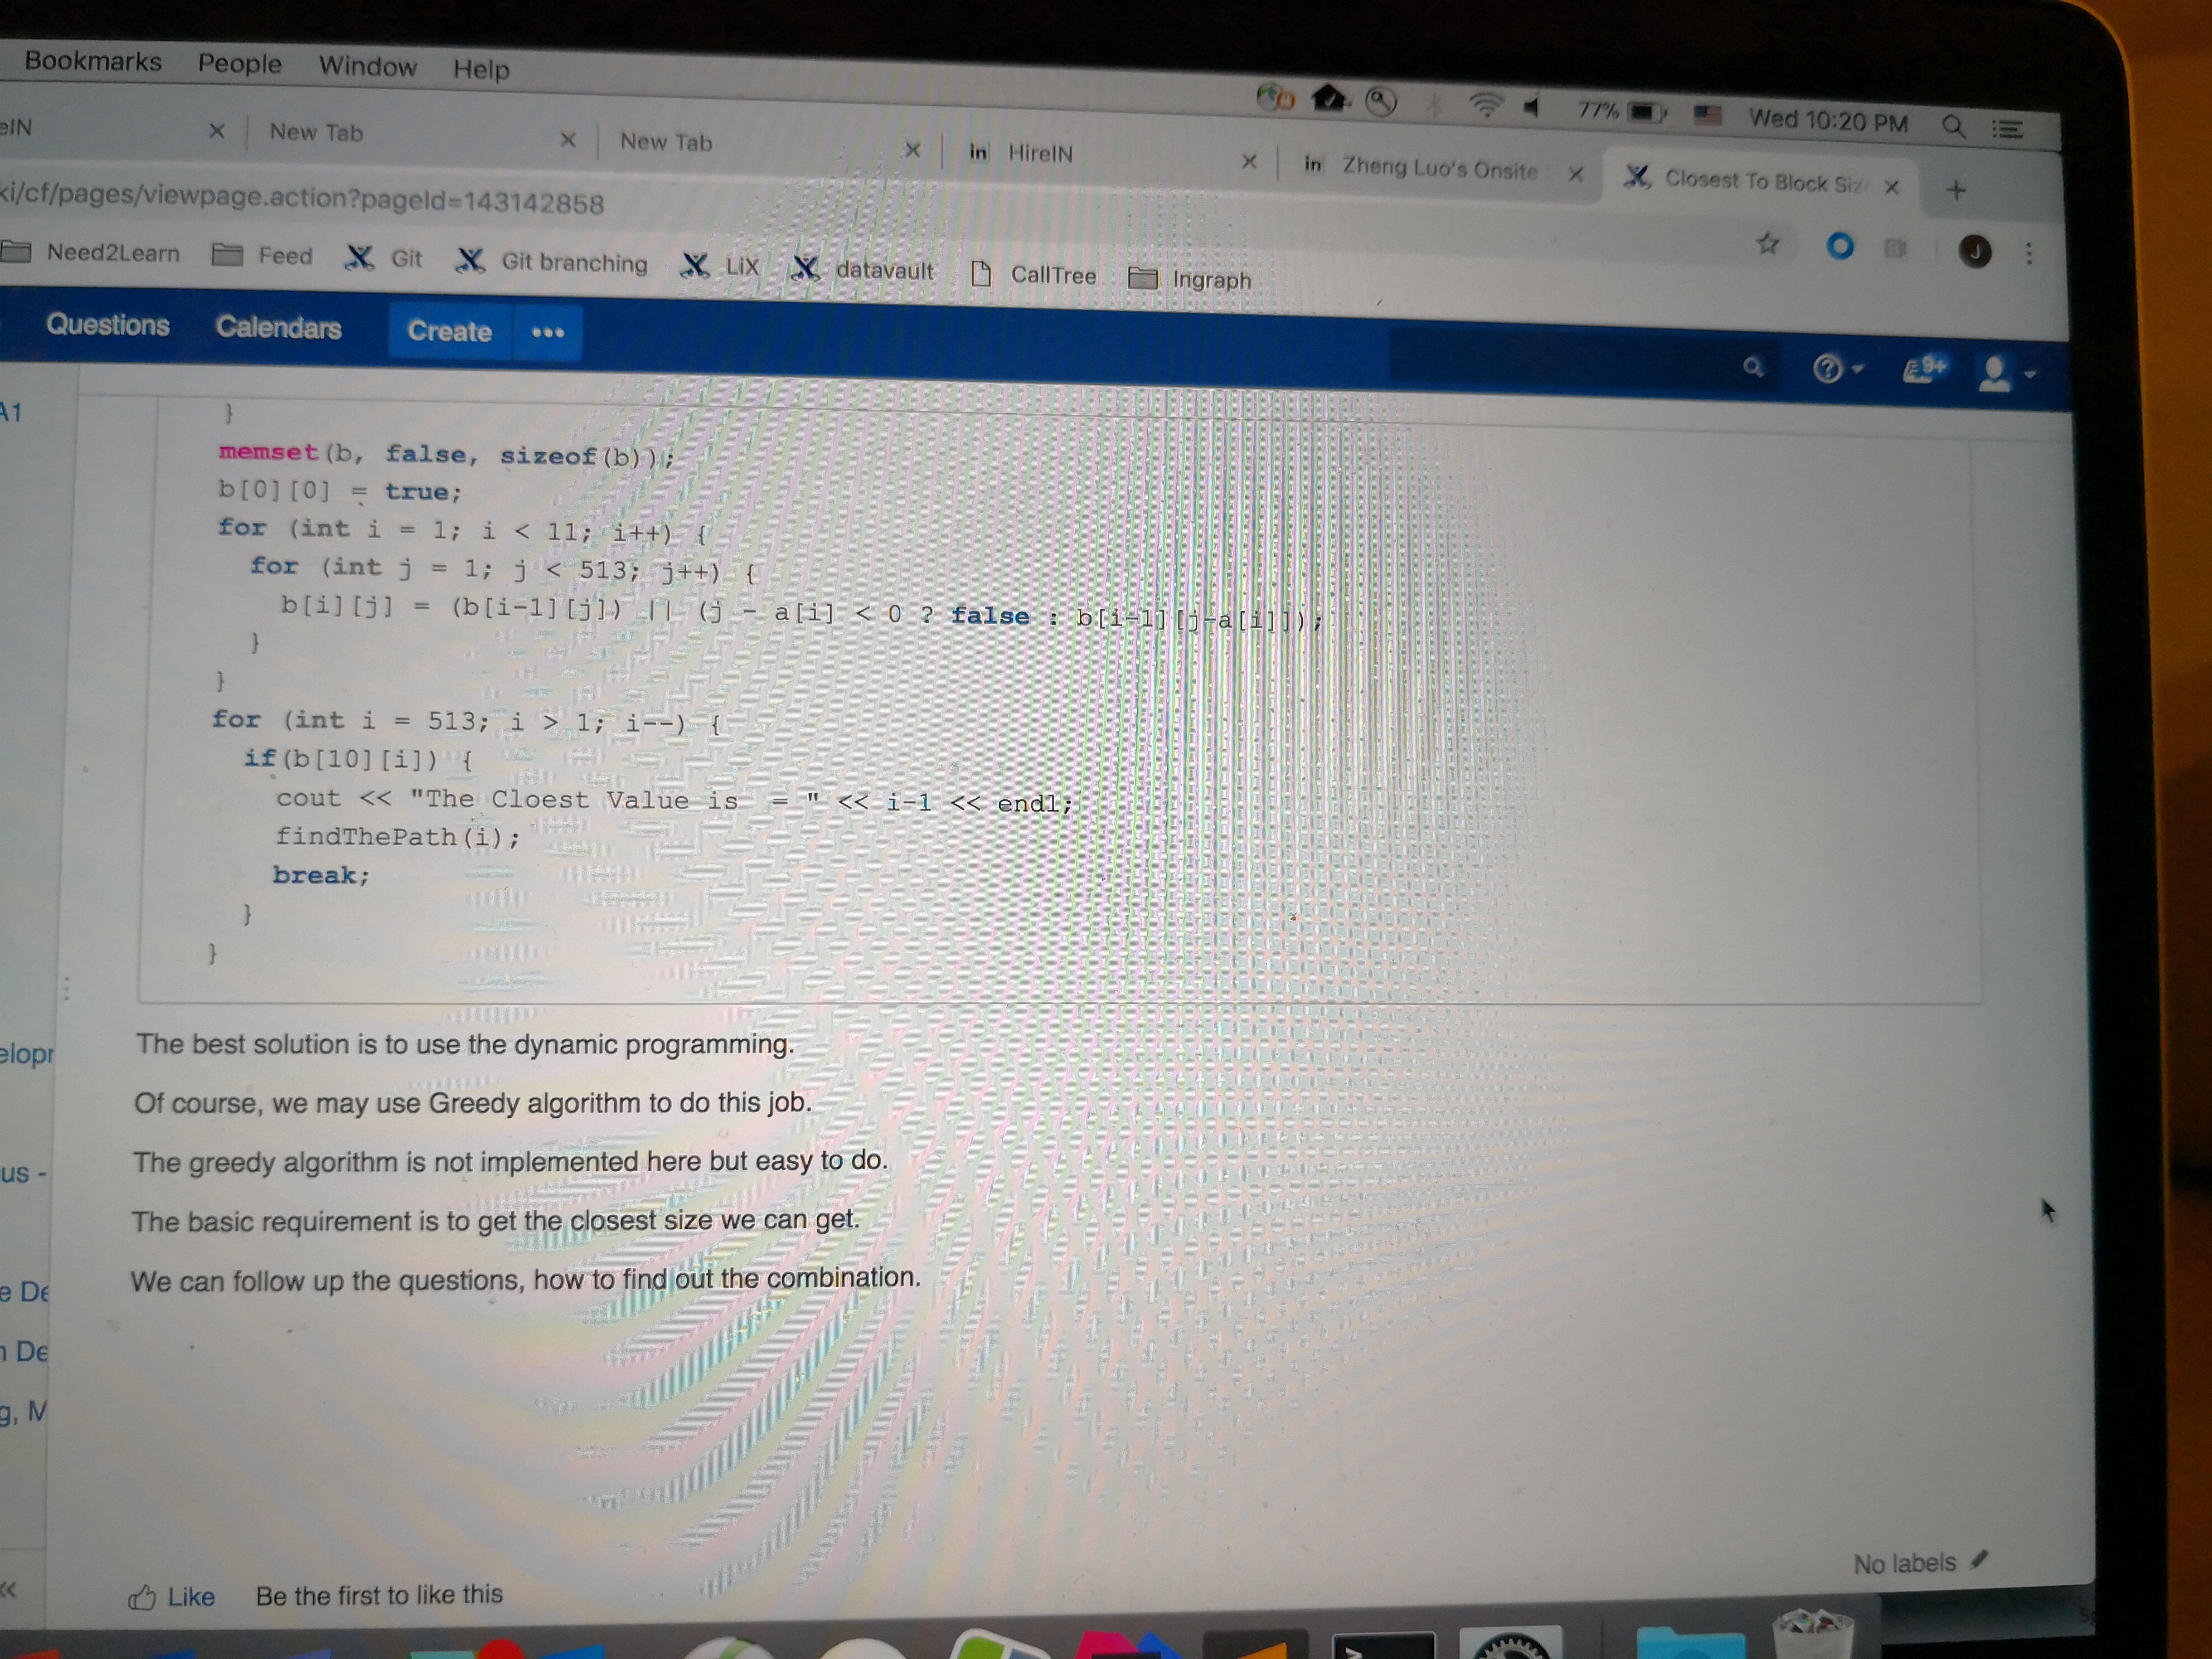 Bookmarks People Window Help
77% Wed 10:20 PM
eIN New Tab New Tab in HireIN in Zheng Luo's Onsite Closest To Block Siz
ki/cf/pages/viewpage.action?pageId=143142858
Need2Learn Feed Git Git branching LiX datavault CallTree Ingraph
J
Questions Calendars Create •••
9+
A1
}
memset(b, false, sizeof(b));
b[0][0] = true;
for (int i = 1; i < 11; i++) {
for (int j = 1; j < 513; j++) {
b[i][j] = (b[i-1][j]) || (j - a[i] < 0 ? false : b[i-1][j-a[i]]);
}
}
for (int i = 513; i > 1; i--) {
if(b[10][i]) {
cout << "The Cloest Value is  = " << i-1 << endl;
findThePath(i);
break;
}
}
The best solution is to use the dynamic programming.
elopr
Of course, we may use Greedy algorithm to do this job.
The greedy algorithm is not implemented here but easy to do.
us -
The basic requirement is to get the closest size we can get.
We can follow up the questions, how to find out the combination.
e De
n De
g, M
No labels
Like Be the first to like this